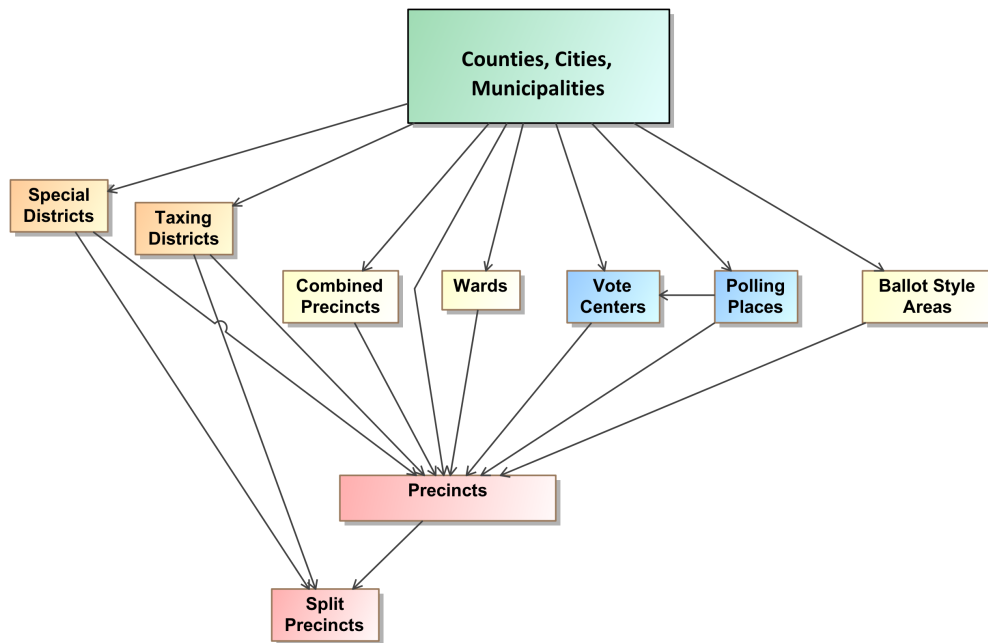 Counties, Cities,
Municipalities
Special
Districts
Taxing
Districts
Combined
Precincts
Wards
Vote
Centers
Polling
Places
Ballot Style
Areas
Precincts
Split
Precincts